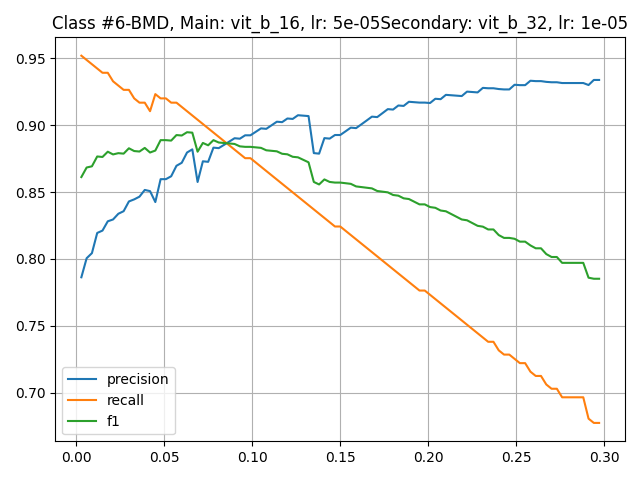 Class #6-BMD, Main: vit_b_16, lr: 5e-05Secondary: vit_b_32, lr: 1e-05
0.95
0.90
0.85
0.80
0.75
0.70
precision
recall
f1
0.00 0.05 0.10 0.15 0.20 0.25 0.30